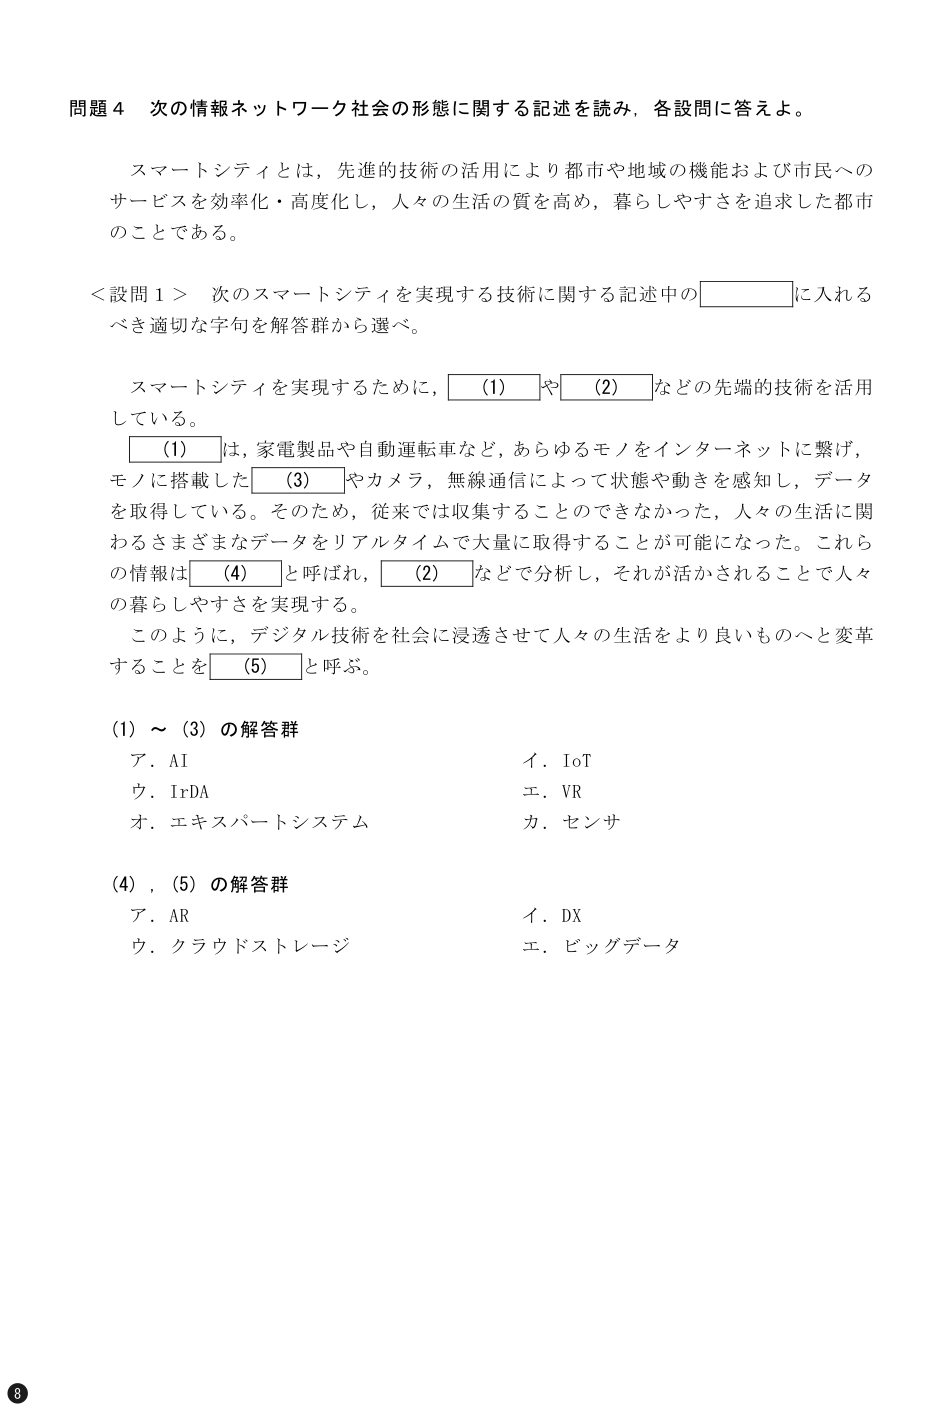 問題４　次の情報ネットワーク社会の形態に関する記述を読み，各設問に答えよ。
スマートシティとは，先進的技術の活用により都市や地域の機能および市民への
サービスを効率化・高度化し，人々の生活の質を高め，暮らしやすさを追求した都市
のことである。
＜設問１＞　次のスマートシティを実現する技術に関する記述中の　　　　に入れる
べき適切な字句を解答群から選べ。
スマートシティを実現するために，（1）や（2）などの先端的技術を活用
している。
（1）は，家電製品や自動運転車など，あらゆるモノをインターネットに繋げ，
モノに搭載した（3）やカメラ，無線通信によって状態や動きを感知し，データ
を取得している。そのため，従来では収集することのできなかった，人々の生活に関
わるさまざまなデータをリアルタイムで大量に取得することが可能になった。これら
の情報は（4）と呼ばれ，（2）などで分析し，それが活かされることで人々
の暮らしやすさを実現する。
このように，デジタル技術を社会に浸透させて人々の生活をより良いものへと変革
することを（5）と呼ぶ。
（1）～（3）の解答群
ア．AI　　イ．IoT
ウ．IrDA　　エ．VR
オ．エキスパートシステム　　カ．センサ
（4），（5）の解答群
ア．AR　　イ．DX
ウ．クラウドストレージ　　エ．ビッグデータ
8